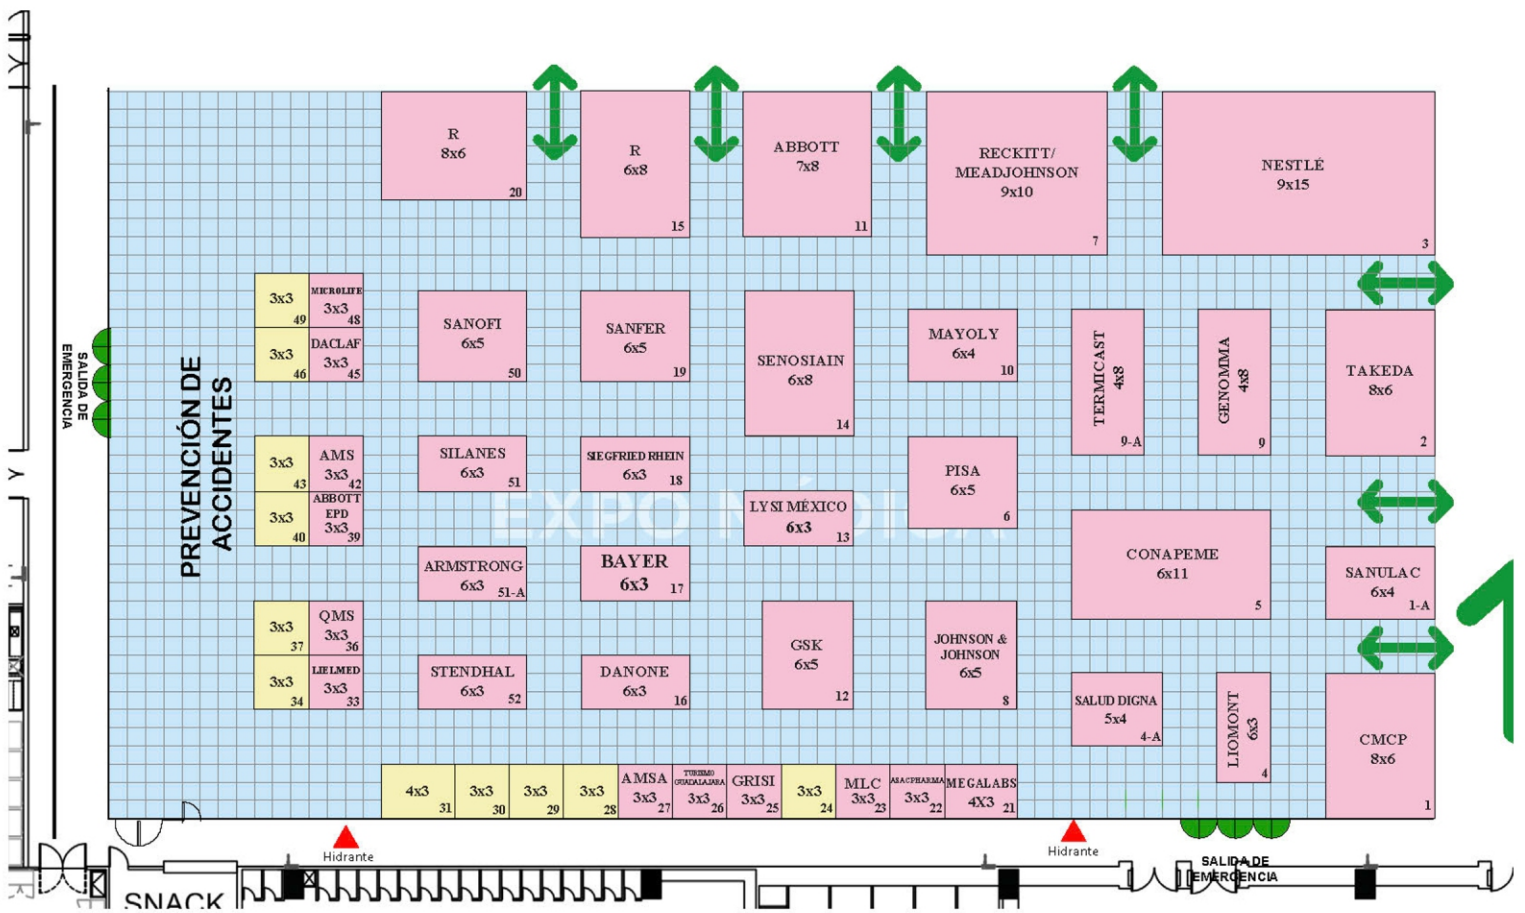 R
8x6
20
R
6x8
15
ABBOTT
7x8
11
RECKITT/
MEADJOHNSON
9x10
7
NESTLÉ
9x15
3
3x3
49
MICROLIFE
3x3
48
3x3
46
DACLAF
3x3
45
SANOFI
6x5
50
SANFER
6x5
19
SENOSIAIN
6x8
14
MAYOLY
6x4
10
TERMICAST
4x8
9-A
GENOMMA
4x8
9
TAKEDA
8x6
2
SALIDA DE
EMERGENCIA
PREVENCIÓN DE
ACCIDENTES
3x3
43
AMS
3x3
42
3x3
40
ABBOTT
EPD
3x3
39
SILANES
6x3
51
SIEGFRIED RHEIN
6x3
18
LYSI MÉXICO
6x3
13
PISA
6x5
6
EXPO MÉDICA
ARMSTRONG
6x3
51-A
BAYER
6x3
17
CONAPEME
6x11
5
SANULAC
6x4
1-A
3x3
37
QMS
3x3
36
3x3
34
LIELMED
3x3
33
STENDHAL
6x3
52
DANONE
6x3
16
GSK
6x5
12
JOHNSON &
JOHNSON
6x5
8
SALUD DIGNA
5x4
4-A
LIOMONT
6x3
4
CMCP
8x6
1
4x3
31
3x3
30
3x3
29
3x3
28
AMSA
3x3
27
TURISMO
GUADALAJARA
3x3
26
GRISI
3x3
25
3x3
24
MLC
3x3
23
ASACPHARMA
3x3
22
MEGALABS
4X3
21
Hidrante
Hidrante
SALIDA DE
EMERGENCIA
SNACK
Y
Y